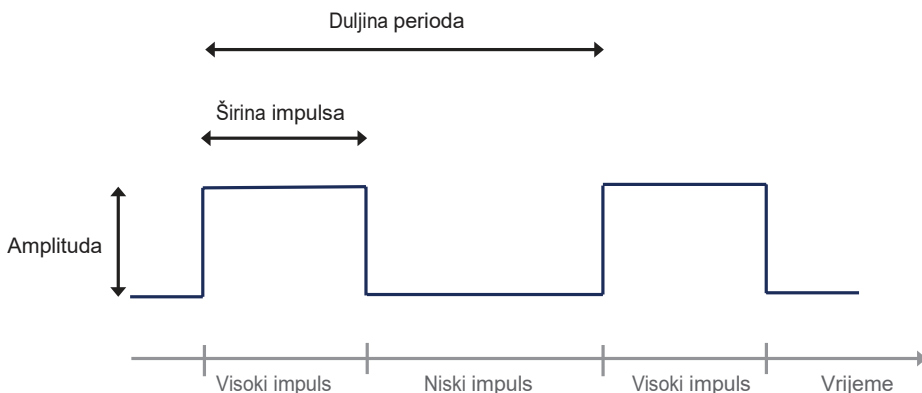 Duljina perioda
Širina impulsa
Amplituda
Visoki impuls
Niski impuls
Visoki impuls
Vrijeme